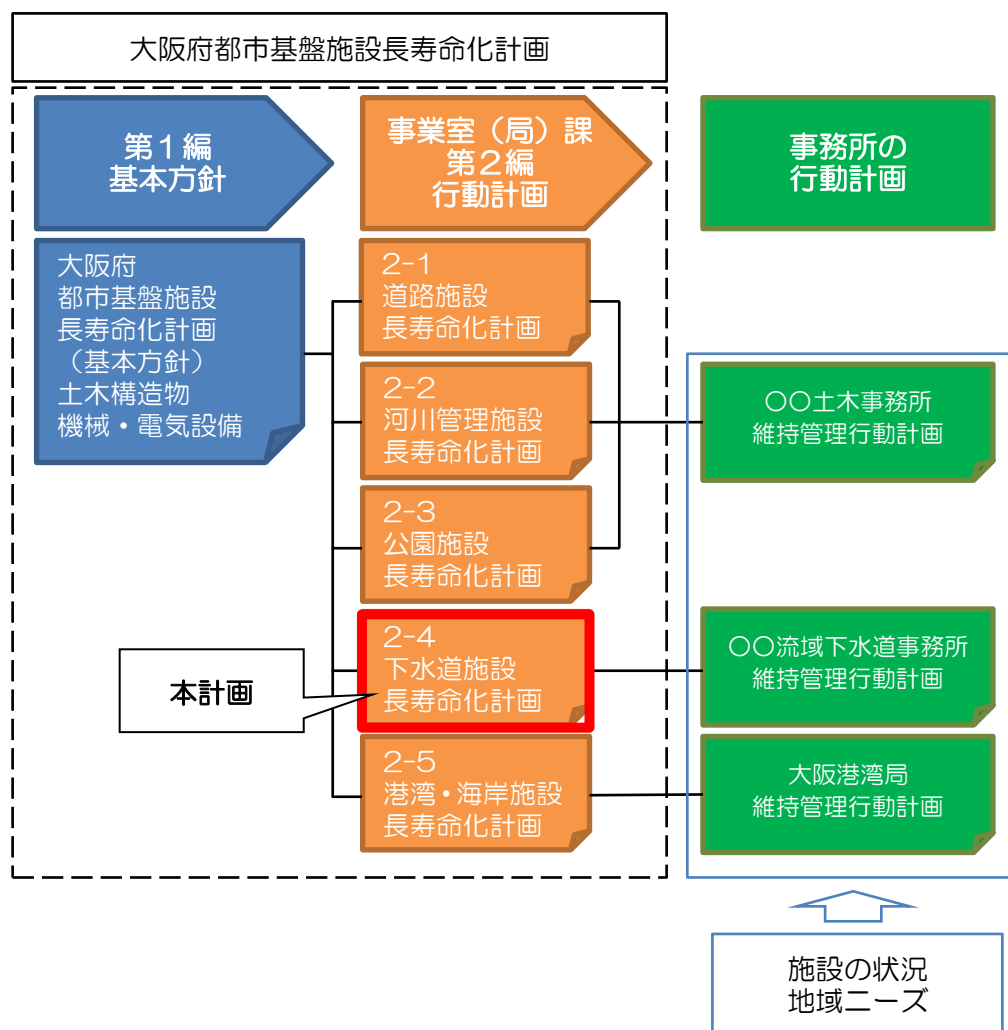 大阪府都市基盤施設長寿命化計画
第1編
基本方針
事業室（局）課
第2編
行動計画
事務所の
行動計画
大阪府
都市基盤施設
長寿命化計画
（基本方針）
土木構造物
機械・電気設備
2-1
道路施設
長寿命化計画
2-2
河川管理施設
長寿命化計画
2-3
公園施設
長寿命化計画
2-4
下水道施設
長寿命化計画
2-5
港湾・海岸施設
長寿命化計画
本計画
〇〇土木事務所
維持管理行動計画
〇〇流域下水道事務所
維持管理行動計画
大阪港湾局
維持管理行動計画
施設の状況
地域ニーズ